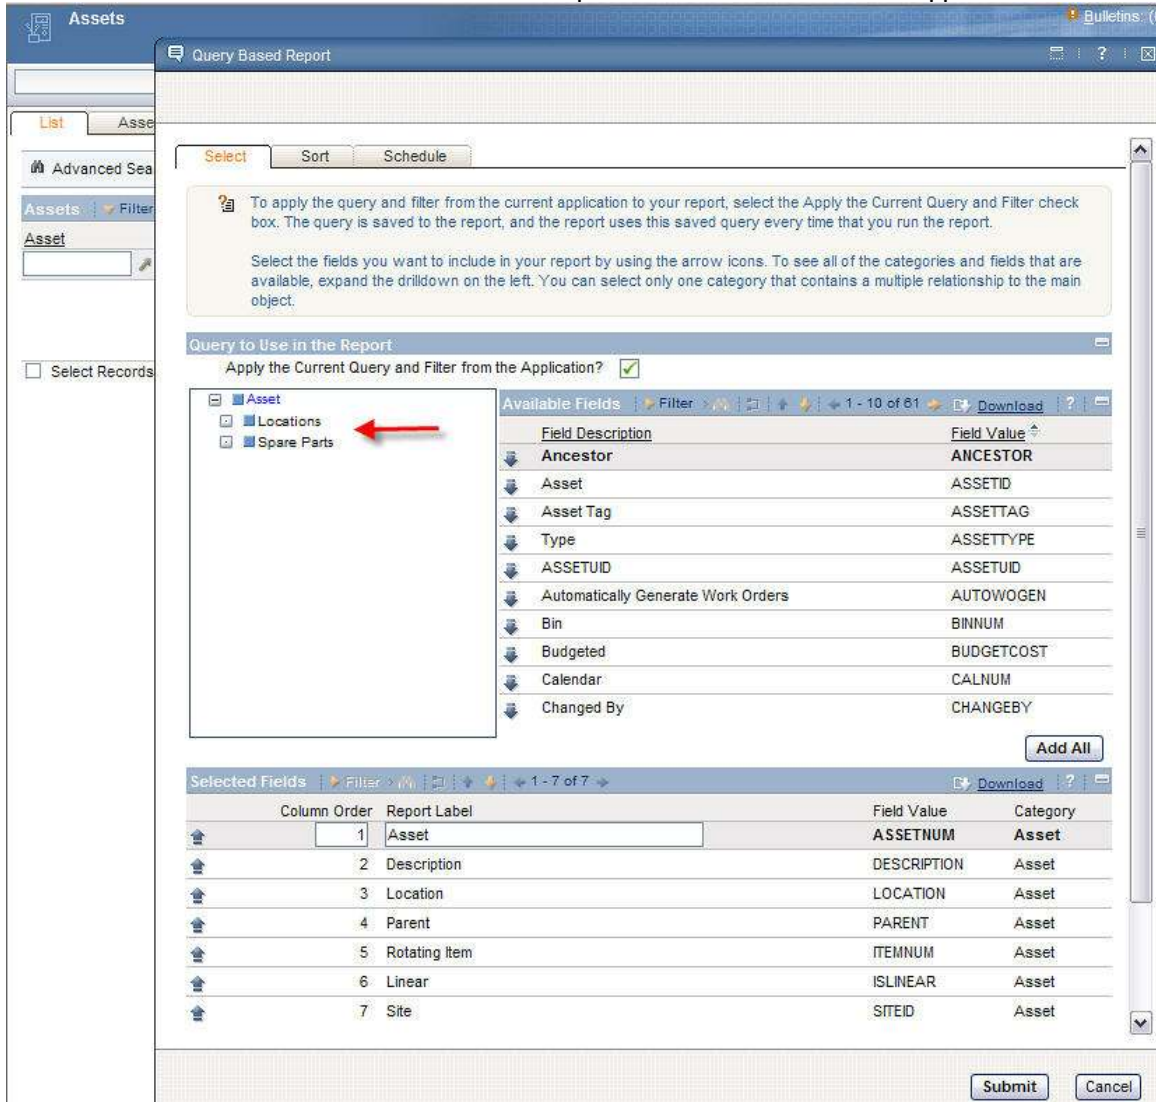 Assets
Bulletins: (
Query Based Report
?
List
Asse
Select
Sort
Schedule
Advanced Sea
To apply the query and filter from the current application to your report, select the Apply the Current Query and Filter check
box. The query is saved to the report, and the report uses this saved query every time that you run the report.
Assets Filter
Asset
Select the fields you want to include in your report by using the arrow icons. To see all of the categories and fields that are
available, expand the drilldown on the left. You can select only one category that contains a multiple relationship to the main
object.
Query to Use in the Report
Select Records
Apply the Current Query and Filter from the Application?
Asset
Locations
Spare Parts
Available Fields Filter 1 - 10 of 61 Download ?
Field Description Field Value
Ancestor ANCESTOR
Asset ASSETID
Asset Tag ASSETTAG
Type ASSETTYPE
ASSETUID ASSETUID
Automatically Generate Work Orders AUTOWOGEN
Bin BINNUM
Budgeted BUDGETCOST
Calendar CALNUM
Changed By CHANGEBY
Add All
Selected Fields Filter 1 - 7 of 7 Download ?
Column Order Report Label Field Value Category
1 Asset ASSETNUM Asset
2 Description DESCRIPTION Asset
3 Location LOCATION Asset
4 Parent PARENT Asset
5 Rotating Item ITEMNUM Asset
6 Linear ISLINEAR Asset
7 Site SITEID Asset
Submit
Cancel